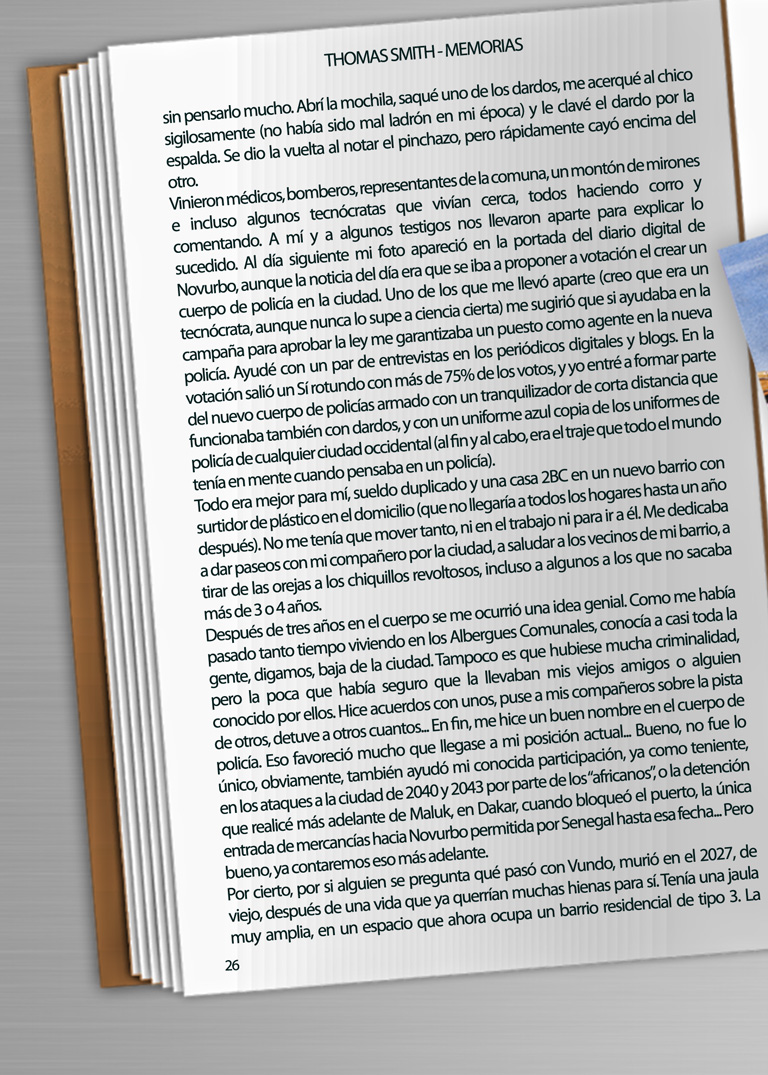 THOMAS SMITH - MEMORIAS
sin pensarlo mucho. Abrí la mochila, saqué uno de los dardos, me acerqué al chico
sigilosamente (no había sido mal ladrón en mi época) y le clavé el dardo por la
espalda. Se dio la vuelta al notar el pinchazo, pero rápidamente cayó encima del
otro.
Vinieron médicos, bomberos, representantes de la comuna, un montón de mirones
e incluso algunos tecnócratas que vivían cerca, todos haciendo corro y
comentando. A mí y a algunos testigos nos llevaron aparte para explicar lo
sucedido. Al día siguiente mi foto apareció en la portada del diario digital de
Novurbo, aunque la noticia del día era que se iba a proponer a votación el crear un
cuerpo de policía en la ciudad. Uno de los que me llevó aparte (creo que era un
tecnócrata, aunque nunca lo supe a ciencia cierta) me sugirió que si ayudaba en la
campaña para aprobar la ley me garantizaba un puesto como agente en la nueva
policía. Ayudé con un par de entrevistas en los periódicos digitales y blogs. En la
votación salió un Sí rotundo con más de 75% de los votos, y yo entré a formar parte
del nuevo cuerpo de policías armado con un tranquilizador de corta distancia que
funcionaba también con dardos, y con un uniforme azul copia de los uniformes de
policía de cualquier ciudad occidental (al fin y al cabo, era el traje que todo el mundo
tenía en mente cuando pensaba en un policía).
Todo era mejor para mí, sueldo duplicado y una casa 2BC en un nuevo barrio con
surtidor de plástico en el domicilio (que no llegaría a todos los hogares hasta un año
después). No me tenía que mover tanto, ni en el trabajo ni para ir a él. Me dedicaba
a dar paseos con mi compañero por la ciudad, a saludar a los vecinos de mi barrio, a
tirar de las orejas a los chiquillos revoltosos, incluso a algunos a los que no sacaba
más de 3 o 4 años.
Después de tres años en el cuerpo se me ocurrió una idea genial. Como me había
pasado tanto tiempo viviendo en los Albergues Comunales, conocía a casi toda la
gente, digamos, baja de la ciudad. Tampoco es que hubiese mucha criminalidad,
pero la poca que había seguro que la llevaban mis viejos amigos o alguien
conocido por ellos. Hice acuerdos con unos, puse a mis compañeros sobre la pista
de otros, detuve a otros cuantos... En fin, me hice un buen nombre en el cuerpo de
policía. Eso favoreció mucho que llegase a mi posición actual... Bueno, no fue lo
único, obviamente, también ayudó mi conocida participación, ya como teniente,
en los ataques a la ciudad de 2040 y 2043 por parte de los "africanos", o la detención
que realicé más adelante de Maluk, en Dakar, cuando bloqueó el puerto, la única
entrada de mercancías hacia Novurbo permitida por Senegal hasta esa fecha... Pero
bueno, ya contaremos eso más adelante.
Por cierto, por si alguien se pregunta qué pasó con Vundo, murió en el 2027, de
viejo, después de una vida que ya querrían muchas hienas para sí. Tenía una jaula
muy amplia, en un espacio que ahora ocupa un barrio residencial de tipo 3. La
26